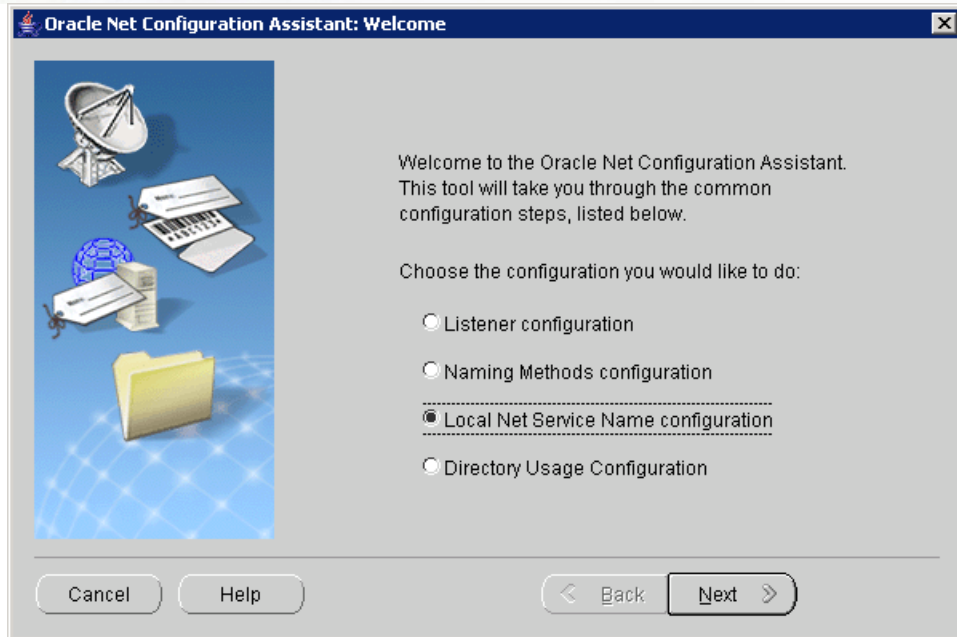 Oracle Net Configuration Assistant: Welcome
Welcome to the Oracle Net Configuration Assistant.
This tool will take you through the common
configuration steps, listed below.
Choose the configuration you would like to do:
Listener configuration
Naming Methods configuration
Local Net Service Name configuration
Directory Usage Configuration
Cancel
Help
Back
Next